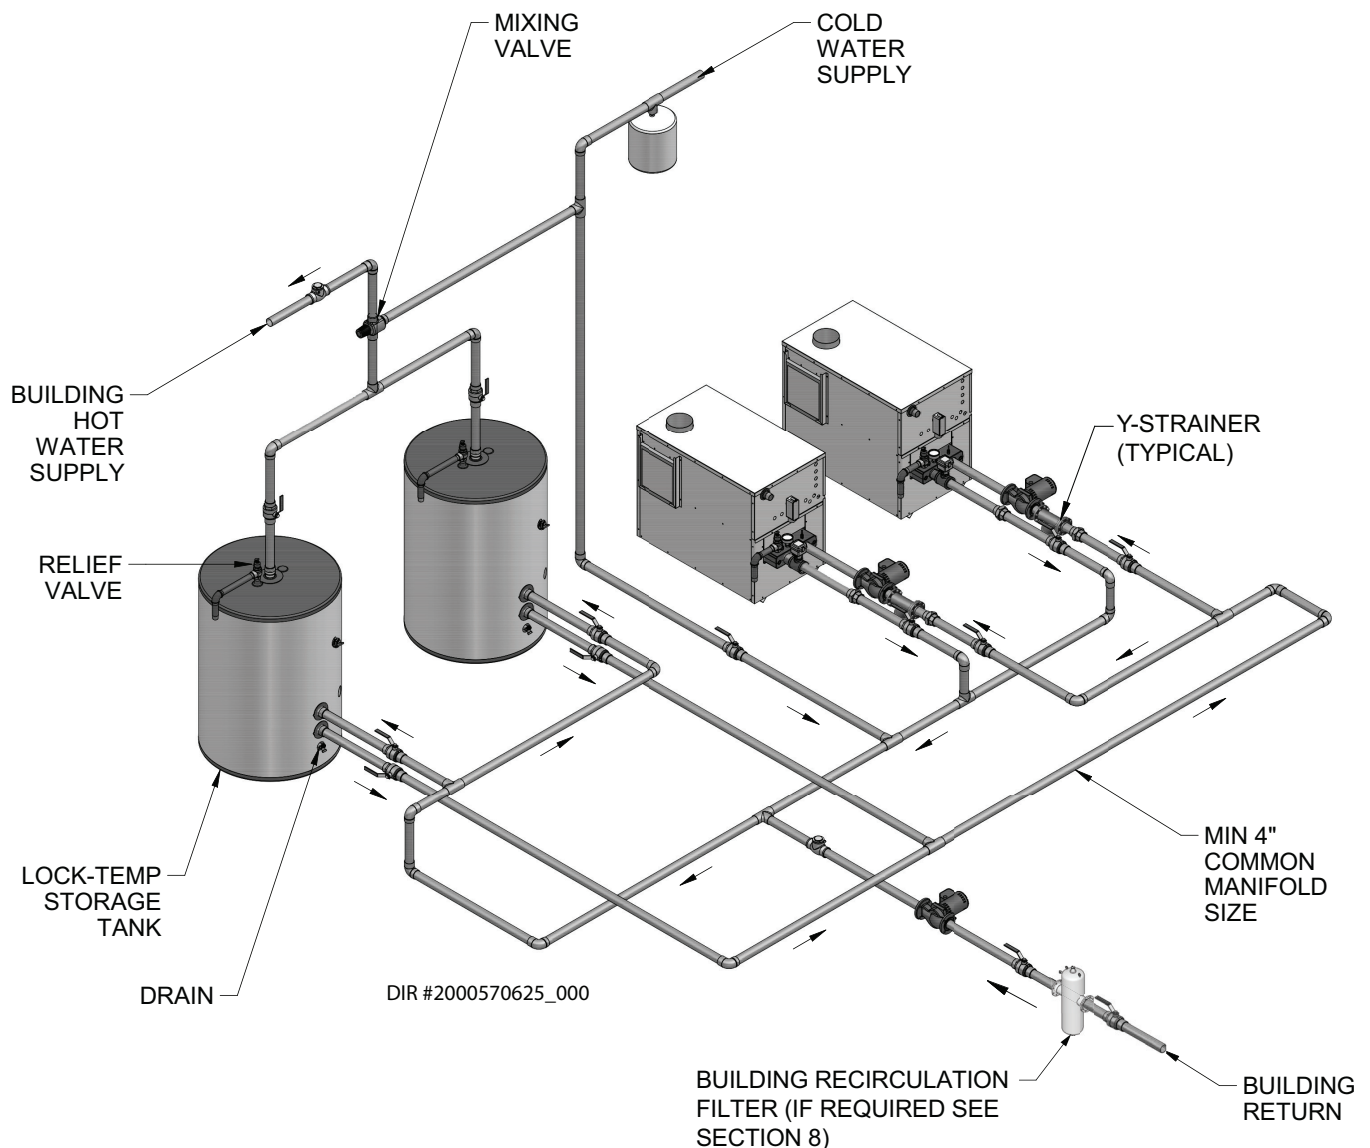 MIXING
VALVE
COLD
WATER
SUPPLY
BUILDING
HOT
WATER
SUPPLY
Y-STRAINER
(TYPICAL)
RELIEF
VALVE
MIN 4"
COMMON
MANIFOLD
SIZE
LOCK-TEMP
STORAGE
TANK
DRAIN
DIR #2000570625_000
BUILDING RECIRCULATION
FILTER (IF REQUIRED SEE
SECTION 8)
BUILDING
RETURN